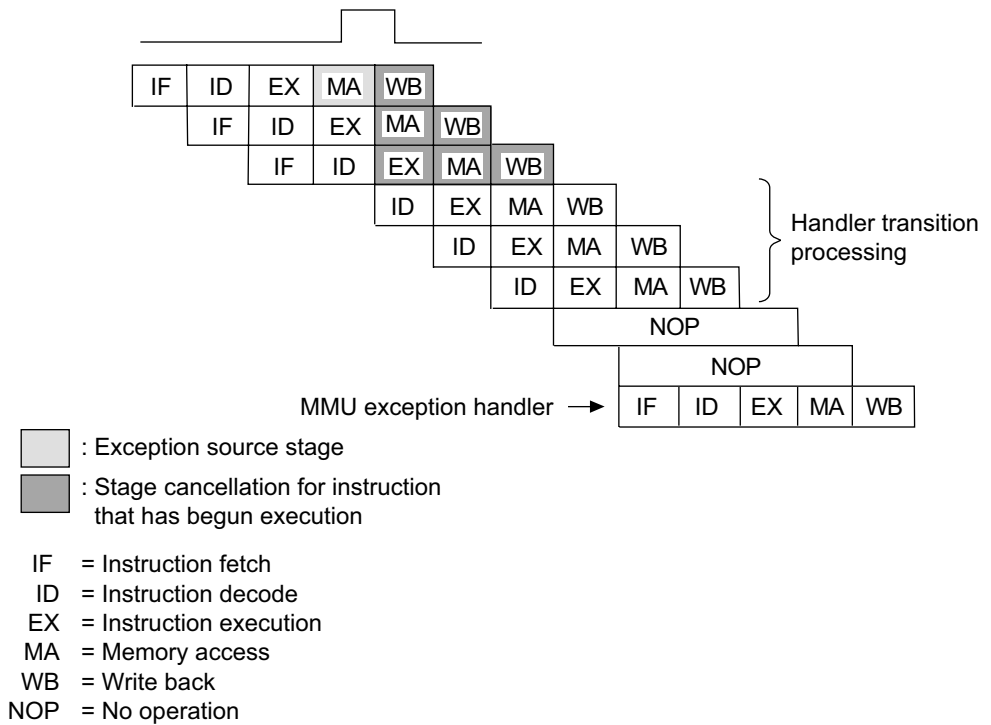 IF ID EX MA WB
IF ID EX MA WB
IF ID EX MA WB
ID EX MA WB
ID EX MA WB
ID EX MA WB
Handler transition
processing
NOP
NOP
MMU exception handler IF ID EX MA WB
: Exception source stage
: Stage cancellation for instruction
that has begun execution
IF = Instruction fetch
ID = Instruction decode
EX = Instruction execution
MA = Memory access
WB = Write back
NOP = No operation